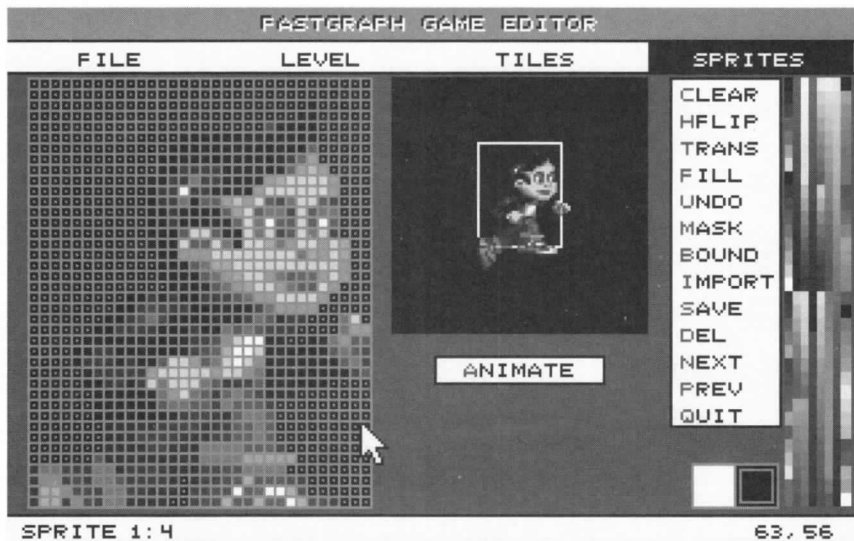 FASTGRAPH GAME EDITOR
FILE LEVEL TILES SPRITES
CLEAR
HFLIP
TRANS
FILL
UNDO
MASK
BOUND
IMPORT
SAVE
DEL
NEXT
PREV
QUIT
ANIMATE
SPRITE 1:4 63,56